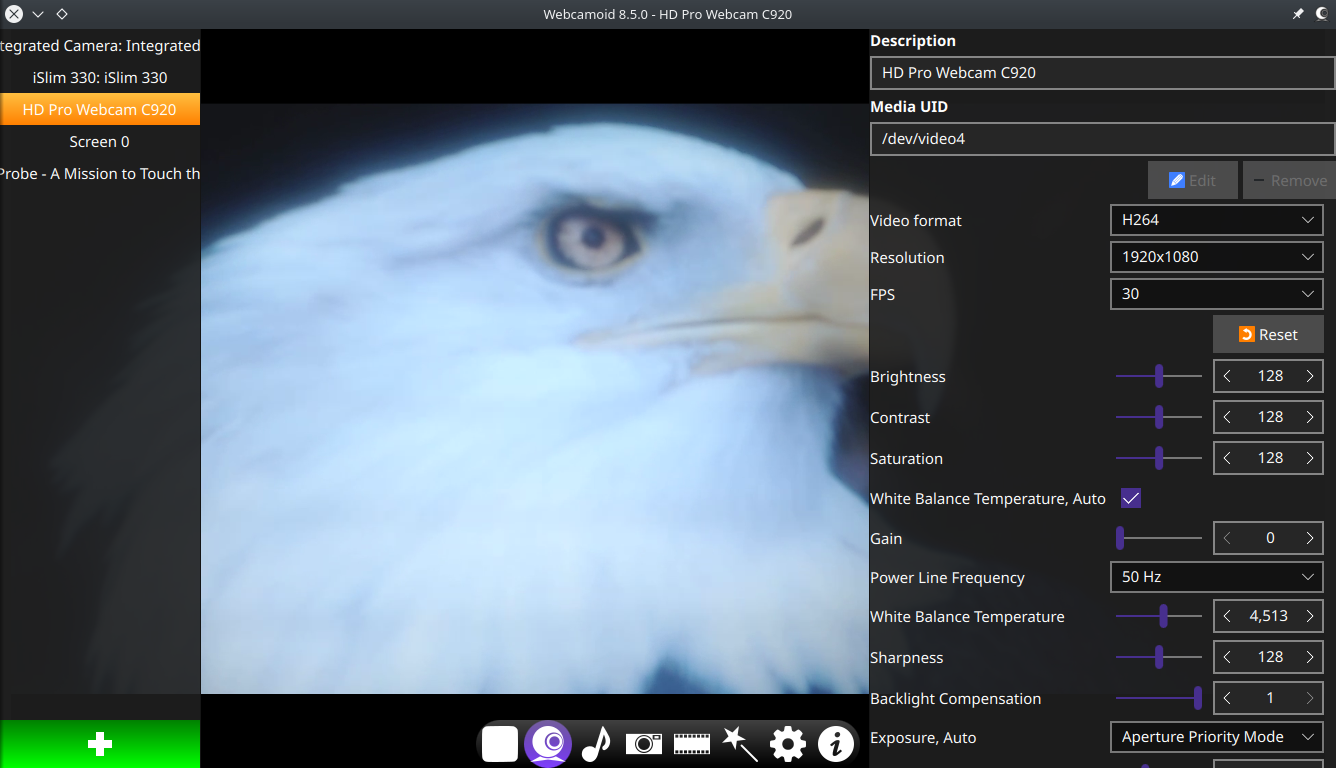 Webcamoid 8.5.0 - HD Pro Webcam C920
tegrated Camera: Integrated
iSlim 330: iSlim 330
HD Pro Webcam C920
Screen 0
Probe - A Mission to Touch th
Description
HD Pro Webcam C920
Media UID
/dev/video4
Edit
Remove
Video format
H264
Resolution
1920x1080
FPS
30
Reset
Brightness
128
Contrast
128
Saturation
128
White Balance Temperature, Auto
Gain
0
Power Line Frequency
50 Hz
White Balance Temperature
4,513
Sharpness
128
Backlight Compensation
1
Exposure, Auto
Aperture Priority Mode